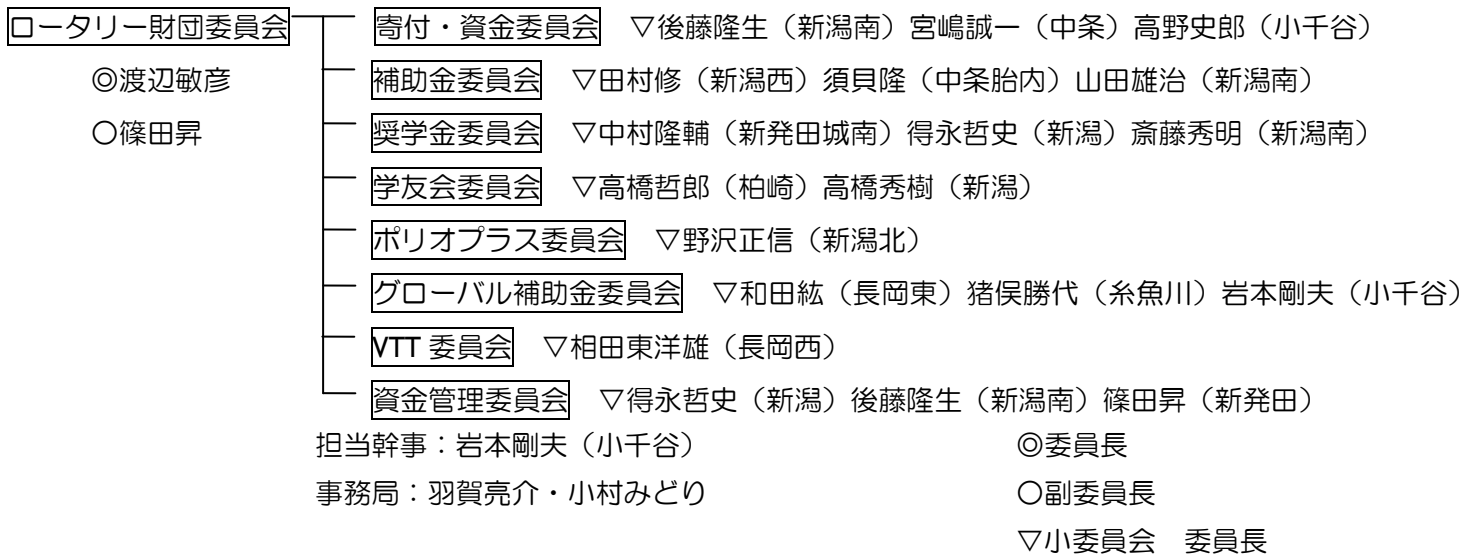 ロータリー財団委員会 寄付・資金委員会 ▽後藤隆生（新潟南）宮嶋誠一（中条）高野史郎（小千谷）
◎渡辺敏彦 補助金委員会 ▽田村修（新潟西）須貝隆（中条胎内）山田雄治（新潟南）
〇篠田昇 奨学金委員会 ▽中村隆輔（新発田城南）得永哲史（新潟）斎藤秀明（新潟南）
学友会委員会 ▽高橋哲郎（柏崎）高橋秀樹（新潟）
ポリオプラス委員会 ▽野沢正信（新潟北）
グローバル補助金委員会 ▽和田紘（長岡東）猪俣勝代（糸魚川）岩本剛夫（小千谷）
VTT 委員会 ▽相田東洋雄（長岡西）
資金管理委員会 ▽得永哲史（新潟）後藤隆生（新潟南）篠田昇（新発田）
担当幹事：岩本剛夫（小千谷） ◎委員長
事務局：羽賀亮介・小村みどり 〇副委員長
▽小委員会 委員長